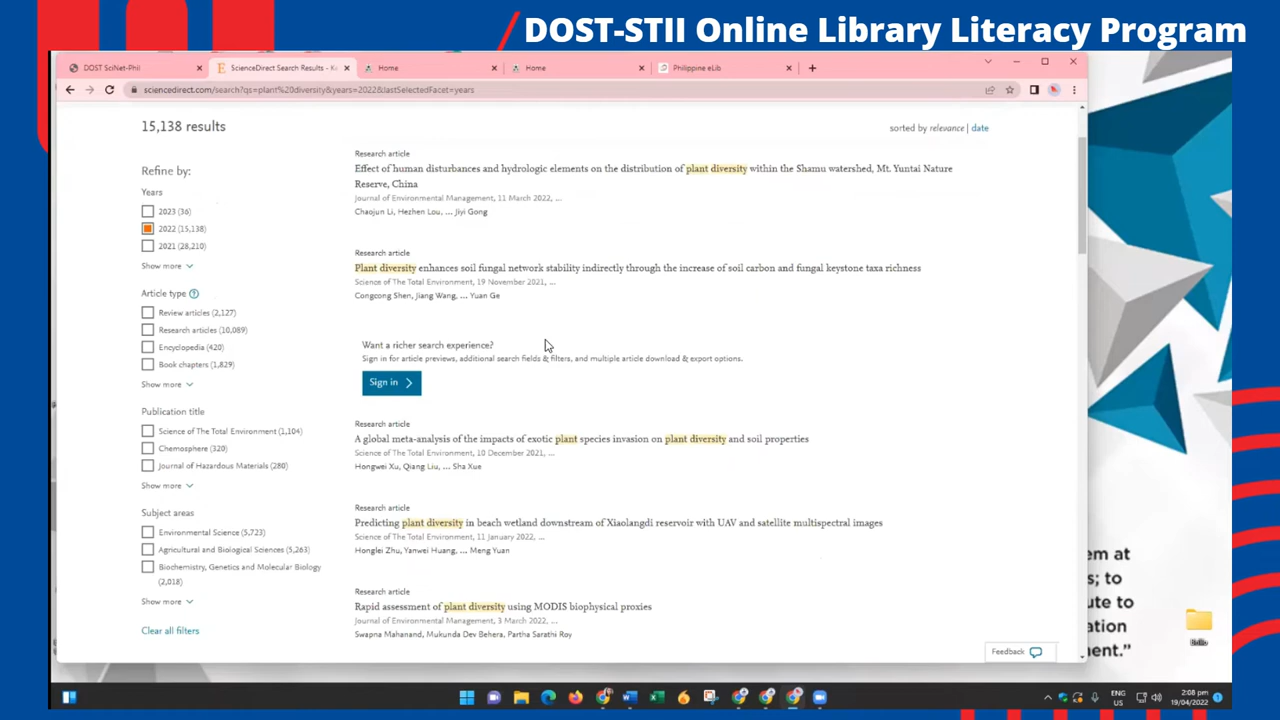 DOST-STII Online Library Literacy Program
DOST SciNet-Phil
ScienceDirect Search Results - Ke
Home
Home
Philippine eLib
sciencedirect.com/search?qs=plant%20diversity&years=2022&lastSelectedFacet=years
15,138 results
sorted by relevance | date
Refine by:
Years
2023 (36)
2022 (15,138)
2021 (28,210)
Show more
Article type
Review articles (2,127)
Research articles (10,089)
Encyclopedia (420)
Book chapters (1,829)
Show more
Publication title
Science of The Total Environment (1,104)
Chemosphere (320)
Journal of Hazardous Materials (280)
Show more
Subject areas
Environmental Science (5,723)
Agricultural and Biological Sciences (5,263)
Biochemistry, Genetics and Molecular Biology
(2,018)
Show more
Clear all filters
Research article
Effect of human disturbances and hydrologic elements on the distribution of plant diversity within the Shamu watershed, Mt. Yuntai Nature
Reserve, China
Journal of Environmental Management, 11 March 2022, ...
Chaojun Li, Hezhen Lou, ... Jiyi Gong
Research article
Plant diversity enhances soil fungal network stability indirectly through the increase of soil carbon and fungal keystone taxa richness
Science of The Total Environment, 19 November 2021, ...
Congcong Shen, Jiang Wang, ... Yuan Ge
Want a richer search experience?
Sign in for article previews, additional search fields & filters, and multiple article download & export options.
Sign in
Research article
A global meta-analysis of the impacts of exotic plant species invasion on plant diversity and soil properties
Science of The Total Environment, 10 December 2021, ...
Hongwei Xu, Qiang Liu, ... Sha Xue
Research article
Predicting plant diversity in beach wetland downstream of Xiaolangdi reservoir with UAV and satellite multispectral images
Science of The Total Environment, 11 January 2022, ...
Honglei Zhu, Yanwei Huang, ... Meng Yuan
Research article
Rapid assessment of plant diversity using MODIS biophysical proxies
Journal of Environmental Management, 3 March 2022, ...
Swapna Mahanand, Mukunda Dev Behera, Partha Sarathi Roy
Feedback
em at
s; to
ute to
ation
ent.”
ENG
US
2:08 pm
19/04/2022